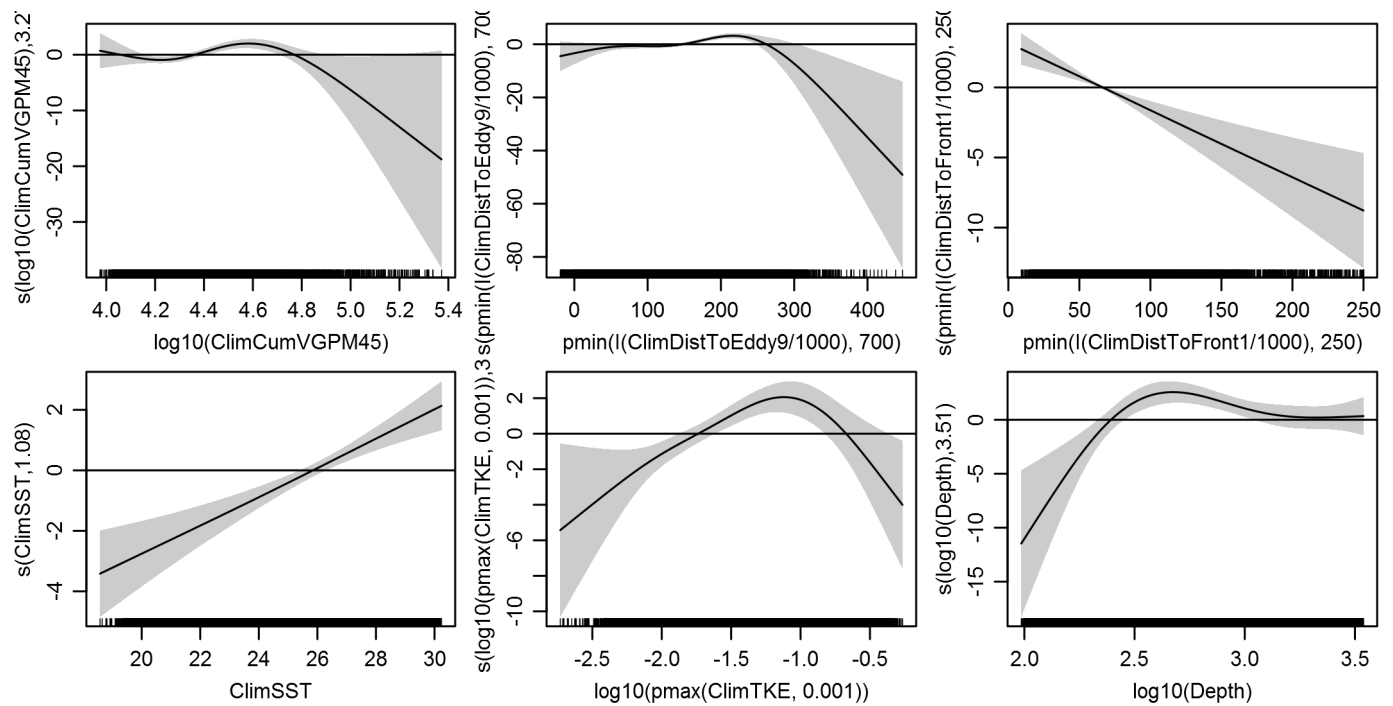 s(log10(ClimCumVGPM45),3.2
0
-10
-30
4.0 4.2 4.4 4.6 4.8 5.0 5.2 5.4
log10(ClimCumVGPM45)
s(pmin(I(ClimDistToEddy9/1000), 700
0
-20
-40
-60
-80
0 100 200 300 400
pmin(I(ClimDistToEddy9/1000), 700)
s(pmin(I(ClimDistToFront1/1000), 250
0
-5
-10
0 50 100 150 200 250
pmin(I(ClimDistToFront1/1000), 250)
s(ClimSST,1.08)
2
0
-2
-4
20 22 24 26 28 30
ClimSST
s(log10(pmax(ClimTKE, 0.001)),3
2
0
-2
-6
-10
-2.5 -2.0 -1.5 -1.0 -0.5
log10(pmax(ClimTKE, 0.001))
s(log10(Depth),3.51)
0
-5
-10
-15
2.0 2.5 3.0 3.5
log10(Depth)